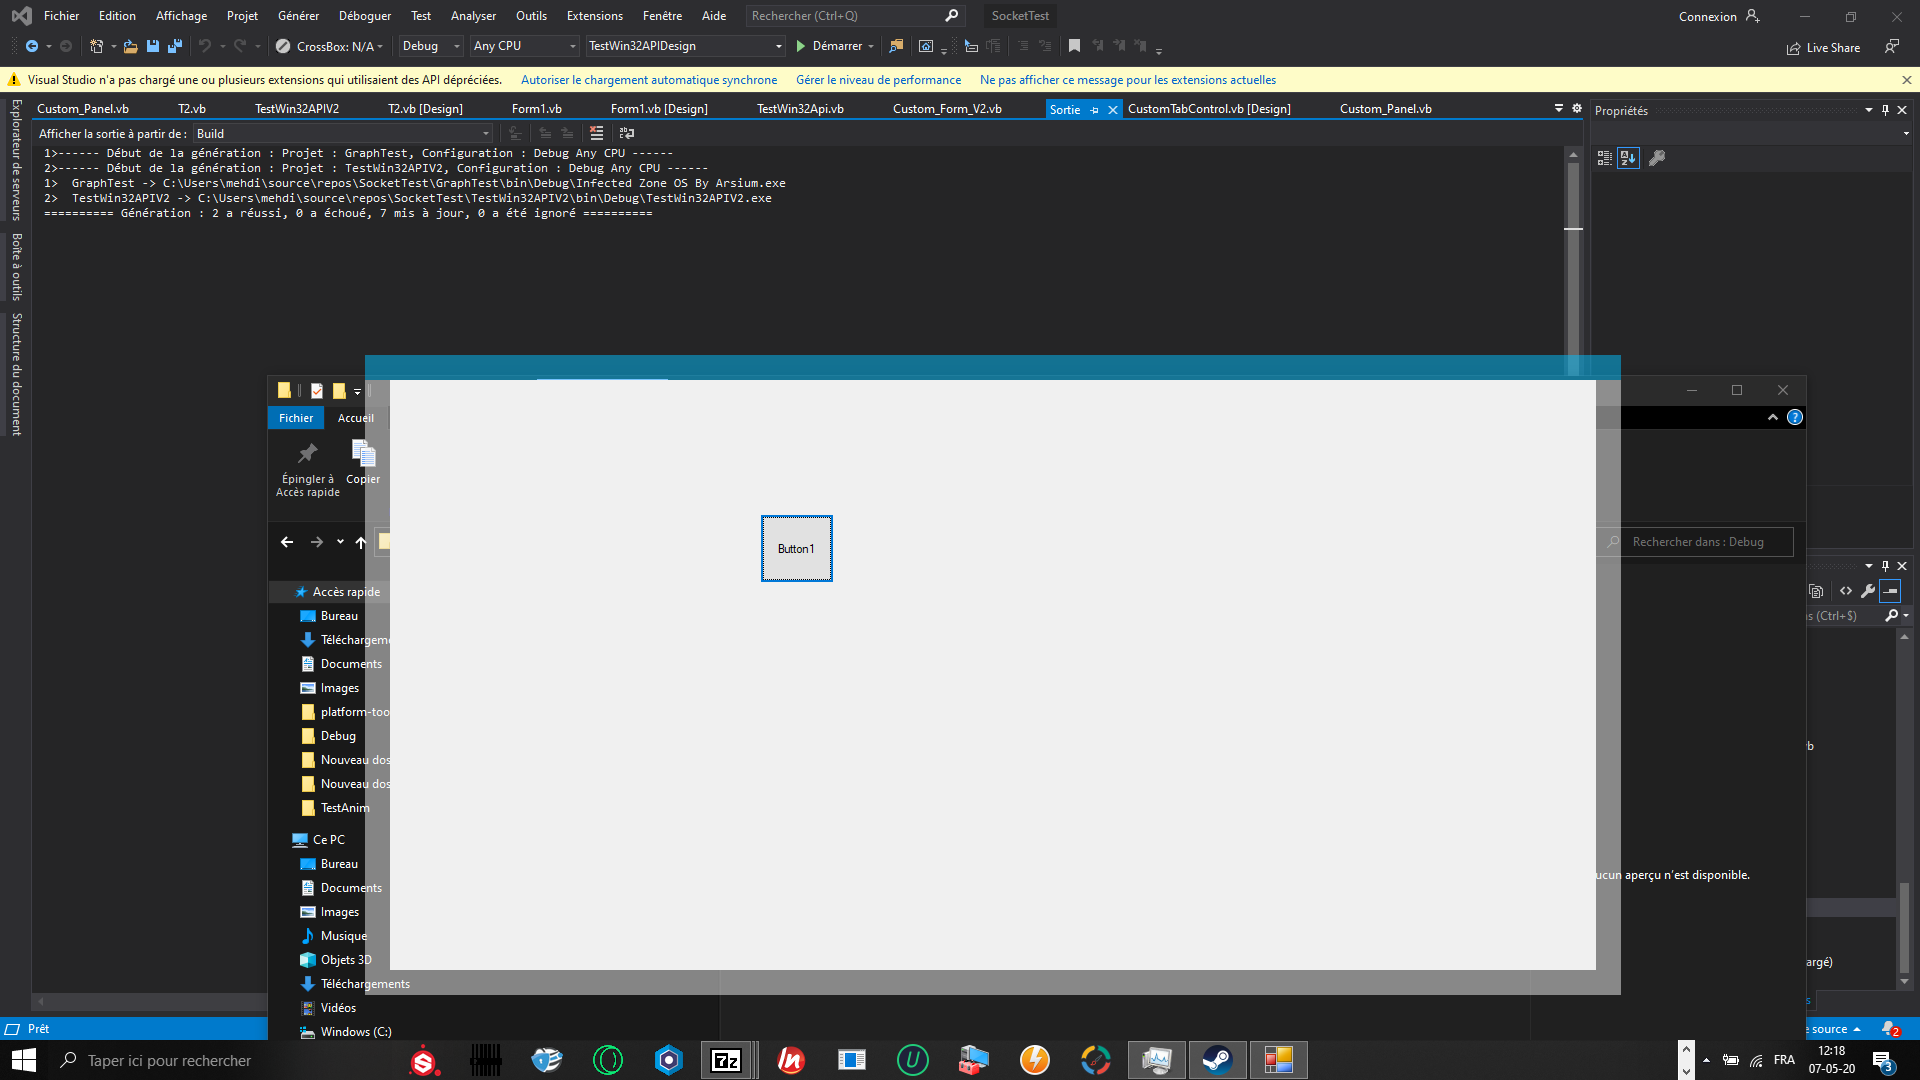 Fichier Edition Affichage Projet Générer Déboguer Test Analyser Outils Extensions Fenêtre Aide Rechercher (Ctrl+Q) SocketTest Connexion
CrossBox: N/A Debug Any CPU TestWin32APIDesign Démarrer Live Share
Visual Studio n'a pas chargé une ou plusieurs extensions qui utilisaient des API dépréciées. Autoriser le chargement automatique synchrone Gérer le niveau de performance Ne pas afficher ce message pour les extensions actuelles
Explorateur de serveurs
Boîte à outils
Structure du document
Custom_Panel.vb T2.vb TestWin32APIV2 T2.vb [Design] Form1.vb Form1.vb [Design] TestWin32Api.vb Custom_Form_V2.vb Sortie CustomTabControl.vb [Design] Custom_Panel.vb
Propriétés
Afficher la sortie à partir de : Build
1>------ Début de la génération : Projet : GraphTest, Configuration : Debug Any CPU ------
2>------ Début de la génération : Projet : TestWin32APIV2, Configuration : Debug Any CPU ------
1>  GraphTest -> C:\Users\mehdi\source\repos\SocketTest\GraphTest\bin\Debug\Infected Zone OS By Arsium.exe
2>  TestWin32APIV2 -> C:\Users\mehdi\source\repos\SocketTest\TestWin32APIV2\bin\Debug\TestWin32APIV2.exe
========== Génération : 2 a réussi, 0 a échoué, 7 mis à jour, 0 a été ignoré ==========
Fichier Accueil
Épingler à
Accès rapide
Copier
Button1
Rechercher dans : Debug
Accès rapide
Bureau
Téléchargem
Documents
Images
platform-too
Debug
Nouveau dos
Nouveau dos
TestAnim
Ce PC
Bureau
Documents
Images
Musique
Objets 3D
Téléchargements
Vidéos
Windows (C:)
s (Ctrl+$)
rb
ucun aperçu n'est disponible.
argé)
s
Prêt
e source
2
Taper ici pour rechercher
7z
FRA
12:18
07-05-20
3